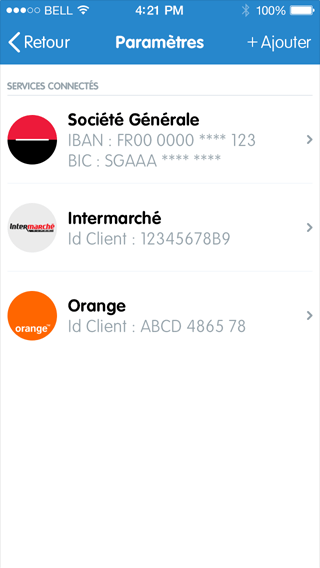 BELL 4:21 PM 100%
Retour Paramètres + Ajouter
SERVICES CONNECTÉS
Société Générale
IBAN : FR00 0000 **** 123
BIC : SGAAA **** ****
Intermarché
Intermarché
Id Client : 12345678B9
Orange
orange™
Id Client : ABCD 4865 78